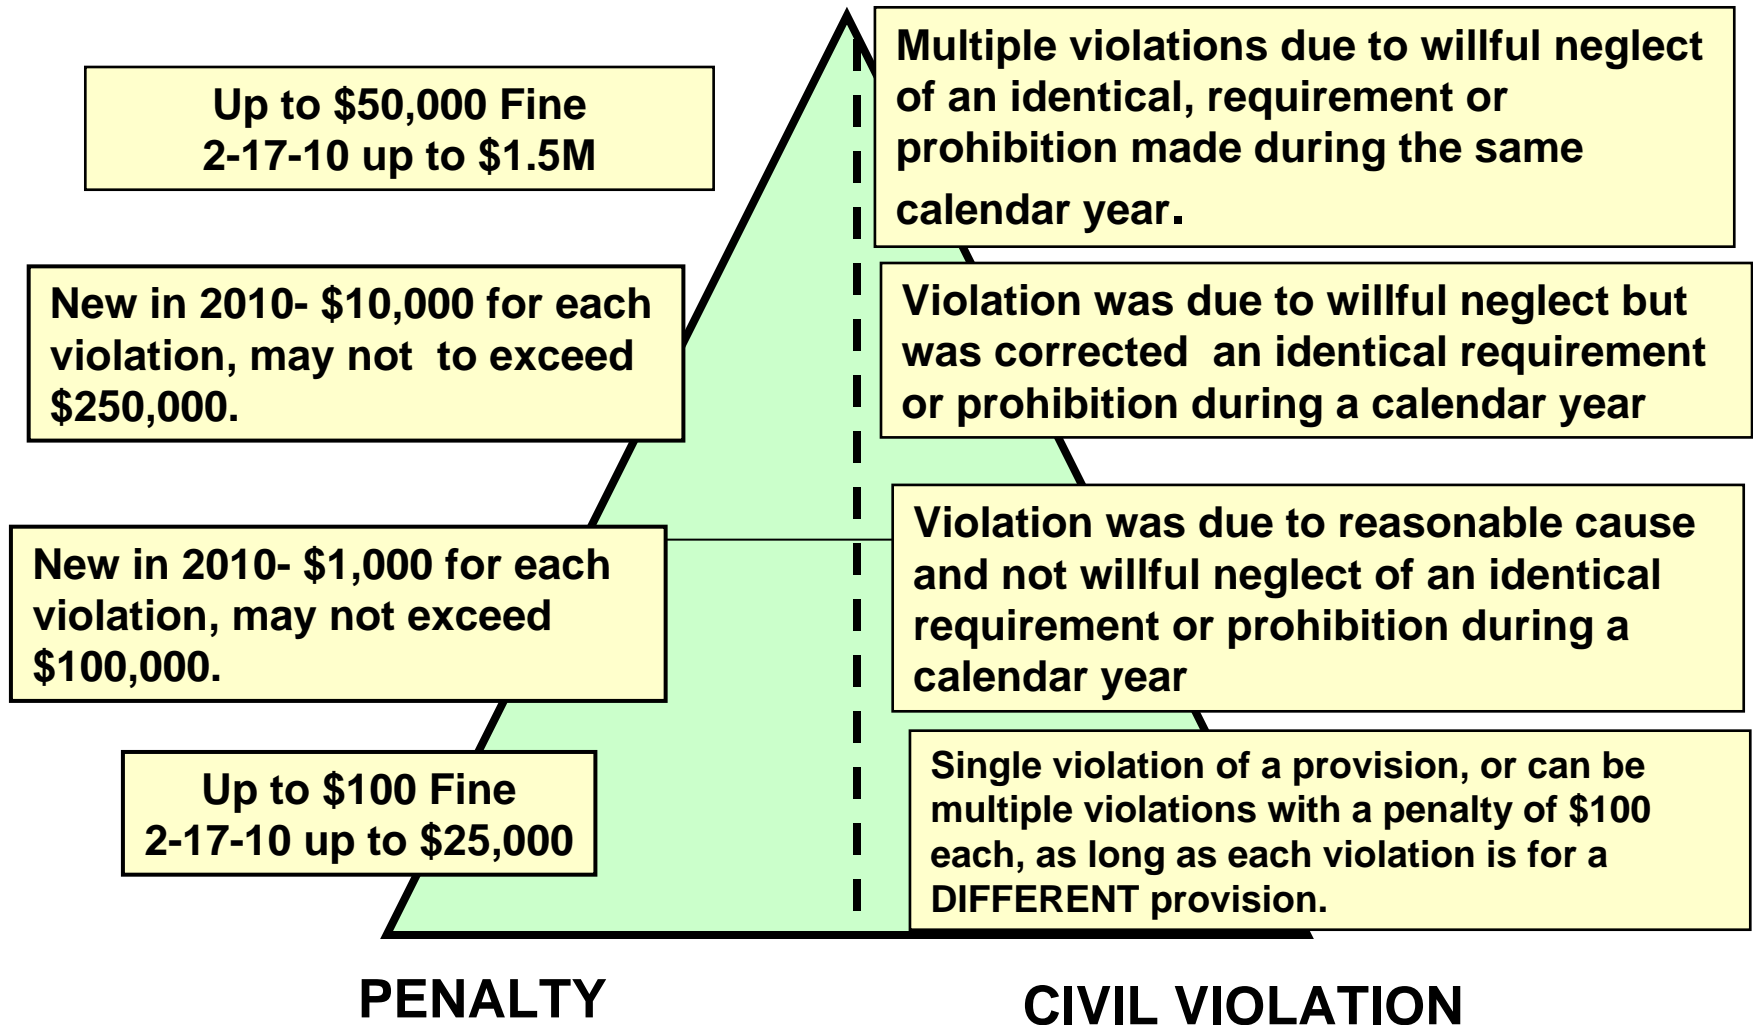 Up to $50,000 Fine
2-17-10 up to $1.5M
Multiple violations due to willful neglect
of an identical, requirement or
prohibition made during the same
calendar year.
New in 2010- $10,000 for each
violation, may not  to exceed
$250,000.
Violation was due to willful neglect but
was corrected  an identical requirement
or prohibition during a calendar year
New in 2010- $1,000 for each
violation, may not exceed
$100,000.
Violation was due to reasonable cause
and not willful neglect of an identical
requirement or prohibition during a
calendar year
Up to $100 Fine
2-17-10 up to $25,000
Single violation of a provision, or can be
multiple violations with a penalty of $100
each, as long as each violation is for a
DIFFERENT provision.
PENALTY
CIVIL VIOLATION